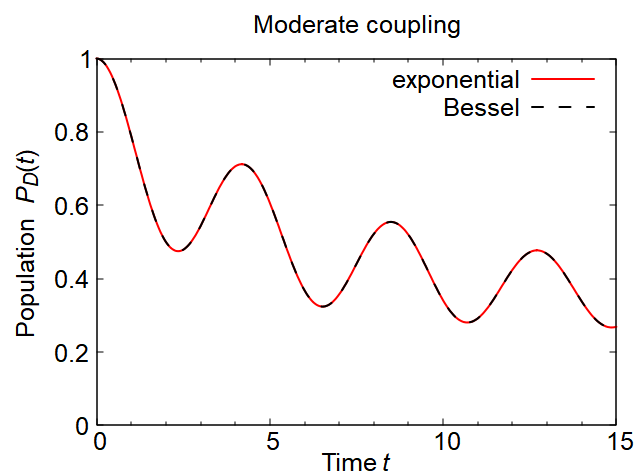 Moderate coupling
exponential
Bessel
1
0.8
0.6
0.4
0.2
0
Population P_D(t)
0 5 10 15
Time t